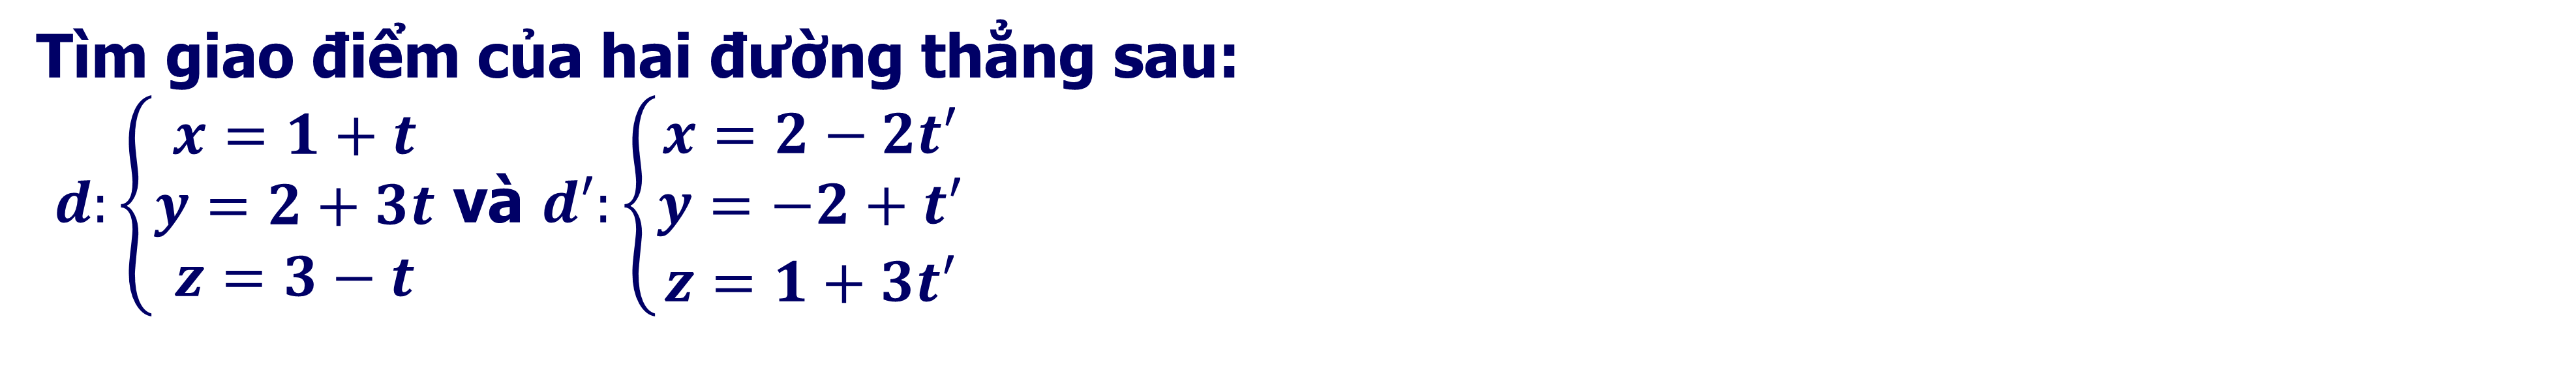 Tìm giao điểm của hai đường thẳng sau:
d: { x = 1 + t
y = 2 + 3t
z = 3 − t và d′: { x = 2 − 2t′
y = −2 + t′
z = 1 + 3t′